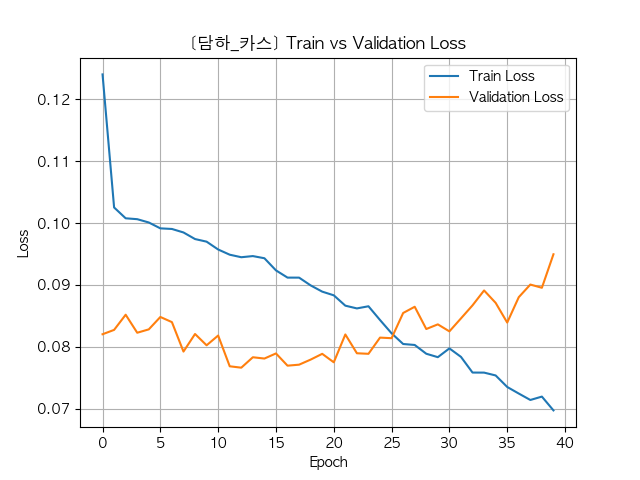 [담하_카스] Train vs Validation Loss
Train Loss
Validation Loss
0.12
0.11
0.10
0.09
0.08
0.07
Loss
0 5 10 15 20 25 30 35 40
Epoch